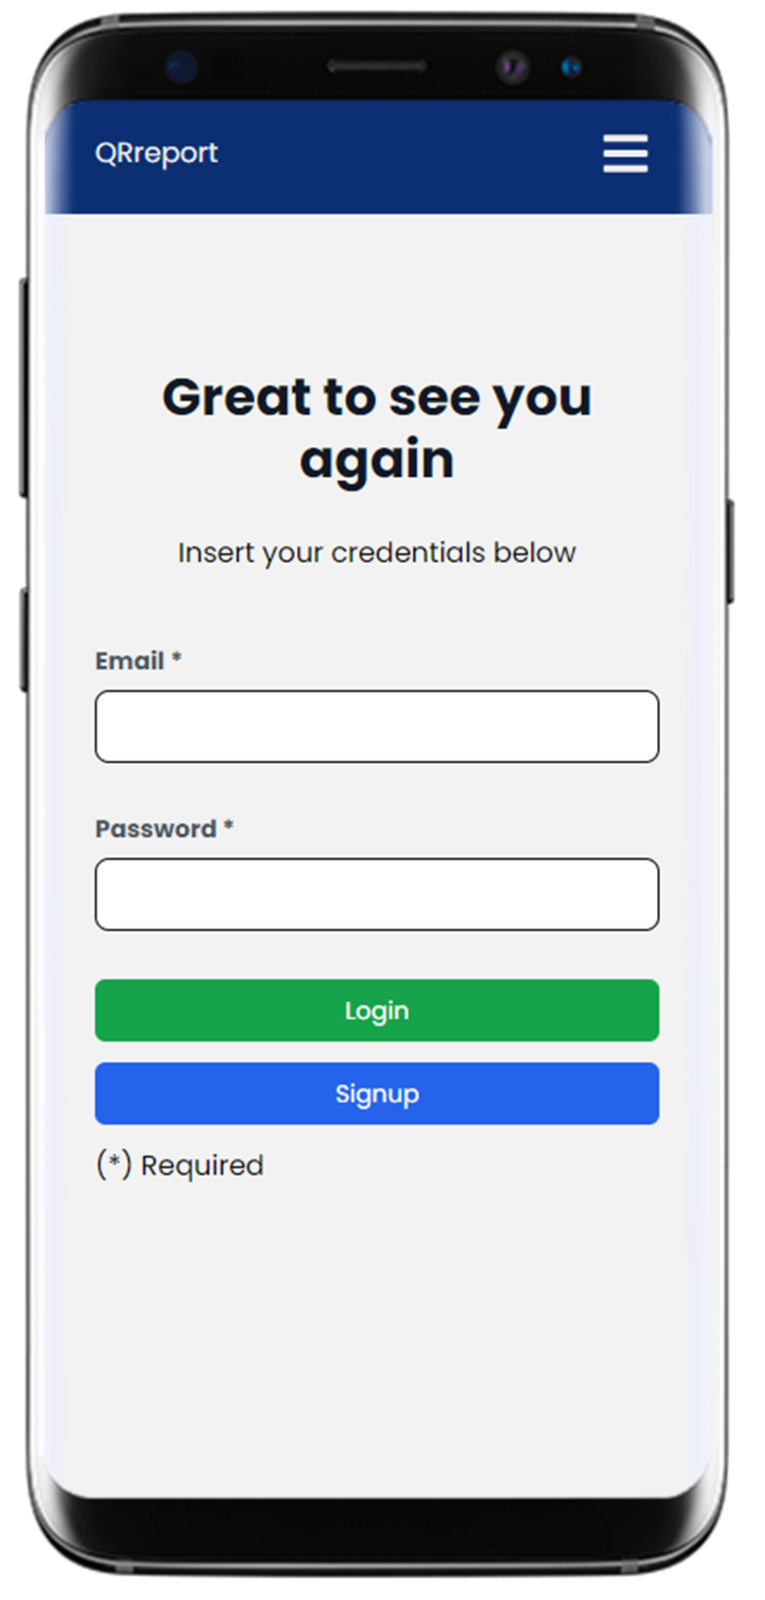 QRreport
Great to see you
again
Insert your credentials below
Email *
Password *
Login
Signup
(*) Required